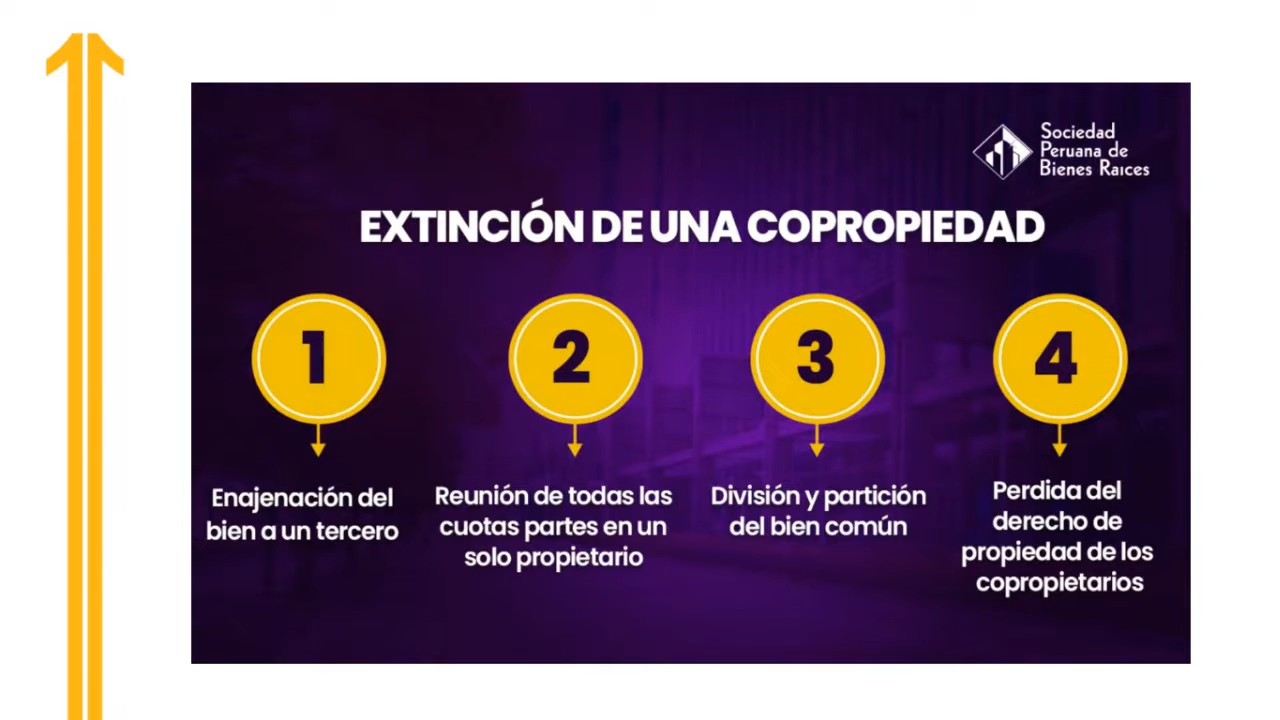 Sociedad
Peruana de
Bienes Raíces
EXTINCIÓN DE UNA COPROPIEDAD
1
2
3
4
Enajenación del
bien a un tercero
Reunión de todas las
cuotas partes en un
solo propietario
División y partición
del bien común
Perdida del
derecho de
propiedad de los
copropietarios